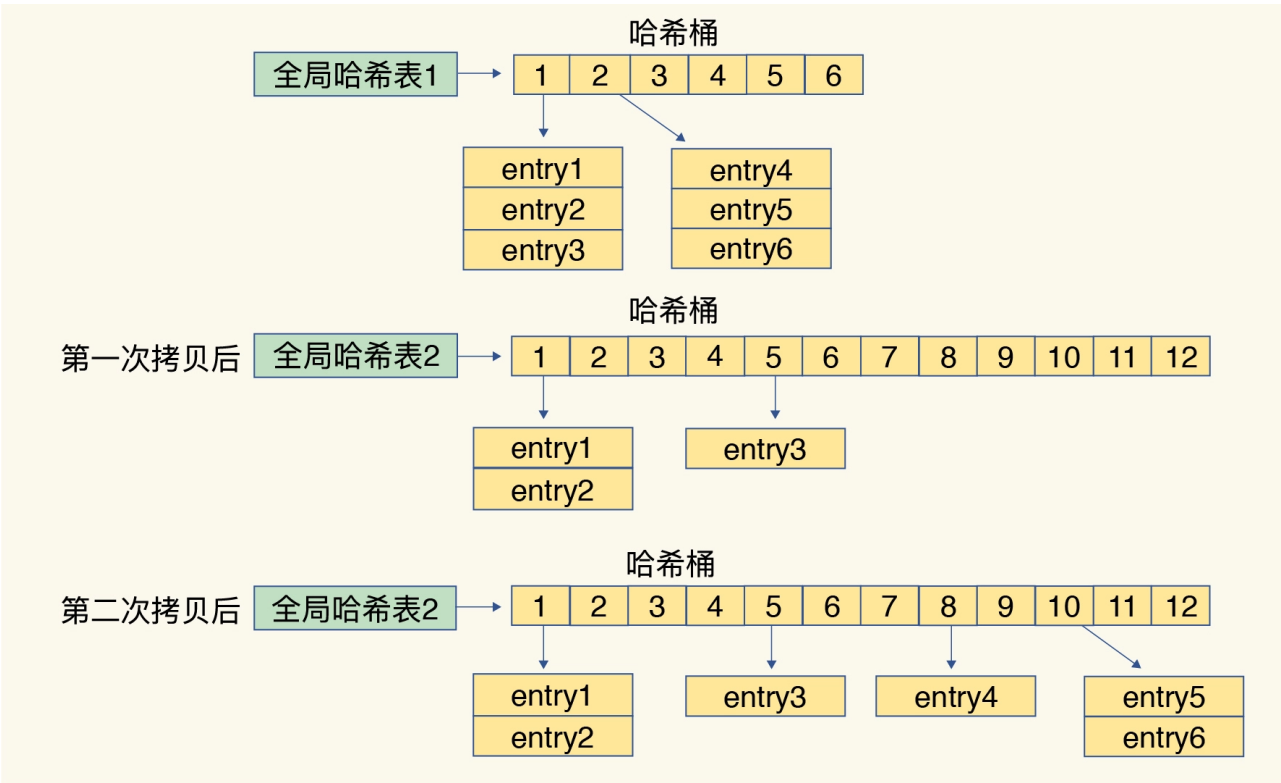 哈希桶
全局哈希表1 1 2 3 4 5 6
entry1 entry4
entry2 entry5
entry3 entry6
哈希桶
第一次拷贝后 全局哈希表2 1 2 3 4 5 6 7 8 9 10 11 12
entry1 entry3
entry2
哈希桶
第二次拷贝后 全局哈希表2 1 2 3 4 5 6 7 8 9 10 11 12
entry1 entry3 entry4 entry5
entry2 entry6